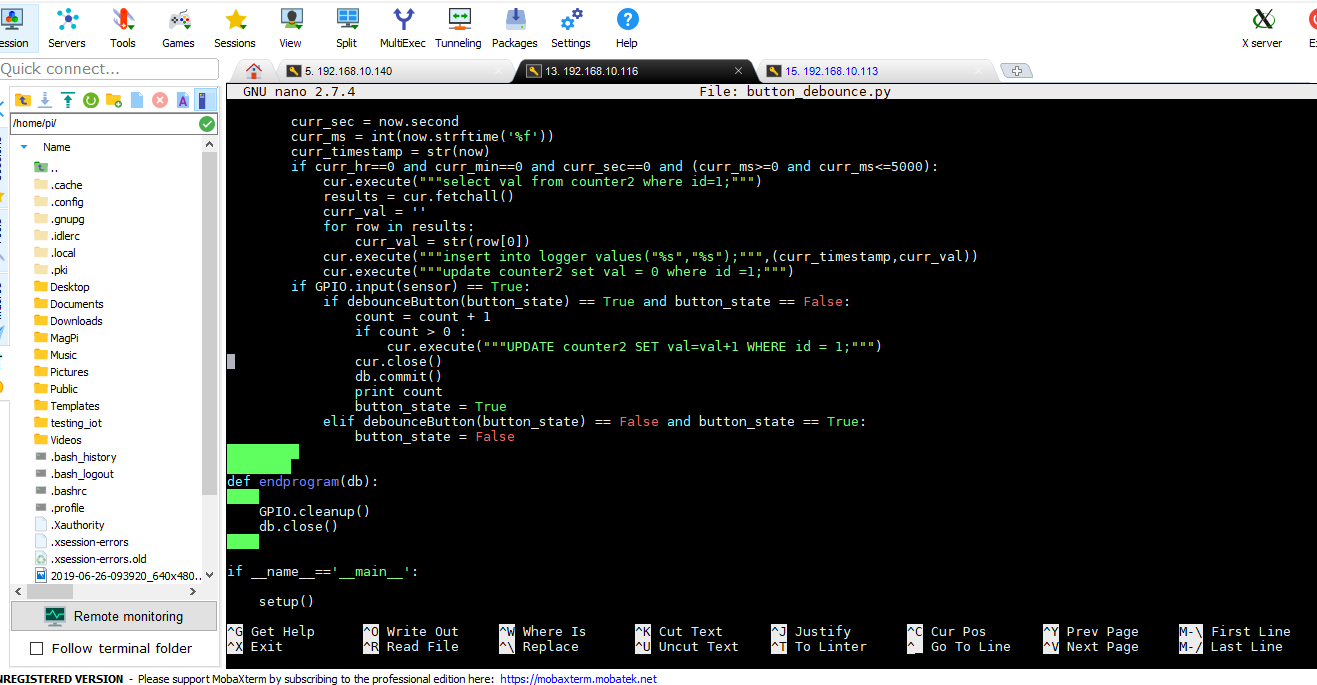 ession Servers Tools Games Sessions View Split MultiExec Tunneling Packages Settings Help X server
Quick connect...
5. 192.168.10.140
13. 192.168.10.116
15. 192.168.10.113
/home/pi/
Name
..
.cache
.config
.gnupg
.idlerc
.local
.pki
Desktop
Documents
Downloads
MagPi
Music
Pictures
Public
Templates
testing_iot
Videos
.bash_history
.bash_logout
.bashrc
.profile
.Xauthority
.xsession-errors
.xsession-errors.old
2019-06-26-093920_640x480..
Remote monitoring
Follow terminal folder
GNU nano 2.7.4 File: button_debounce.py
curr_sec = now.second
curr_ms = int(now.strftime('%f'))
curr_timestamp = str(now)
if curr_hr==0 and curr_min==0 and curr_sec==0 and (curr_ms>=0 and curr_ms<=5000):
cur.execute("""select val from counter2 where id=1;""")
results = cur.fetchall()
curr_val = ''
for row in results:
curr_val = str(row[0])
cur.execute("""insert into logger values("%s","%s");""",(curr_timestamp,curr_val))
cur.execute("""update counter2 set val = 0 where id =1;""")
if GPIO.input(sensor) == True:
if debounceButton(button_state) == True and button_state == False:
count = count + 1
if count > 0 :
cur.execute("""UPDATE counter2 SET val=val+1 WHERE id = 1;""")
cur.close()
db.commit()
print count
button_state = True
elif debounceButton(button_state) == False and button_state == True:
button_state = False
def endprogram(db):
GPIO.cleanup()
db.close()
if __name__=='__main__':
setup()
^G Get Help ^O Write Out ^W Where Is ^K Cut Text ^J Justify ^C Cur Pos ^Y Prev Page M-\ First Line
^X Exit ^R Read File ^\ Replace ^U Uncut Text ^T To Linter ^_ Go To Line ^V Next Page M-/ Last Line
NREGISTERED VERSION - Please support MobaXterm by subscribing to the professional edition here: https://mobaxterm.mobatek.net